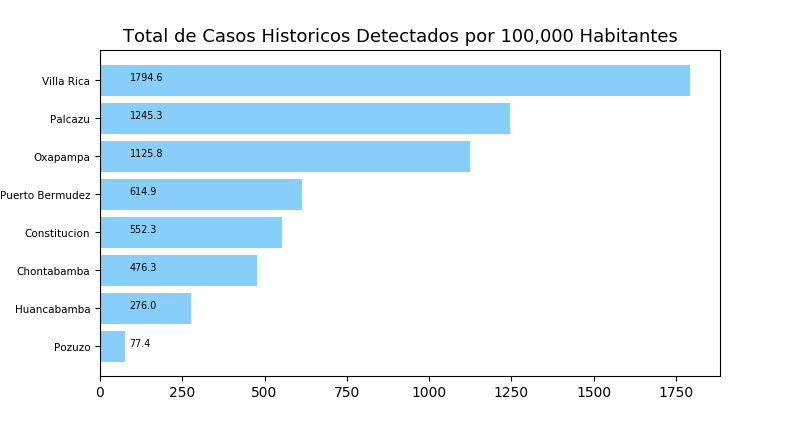 Total de Casos Historicos Detectados por 100,000 Habitantes
Villa Rica 1794.6
Palcazu 1245.3
Oxapampa 1125.8
Puerto Bermudez 614.9
Constitucion 552.3
Chontabamba 476.3
Huancabamba 276.0
Pozuzo 77.4
0 250 500 750 1000 1250 1500 1750